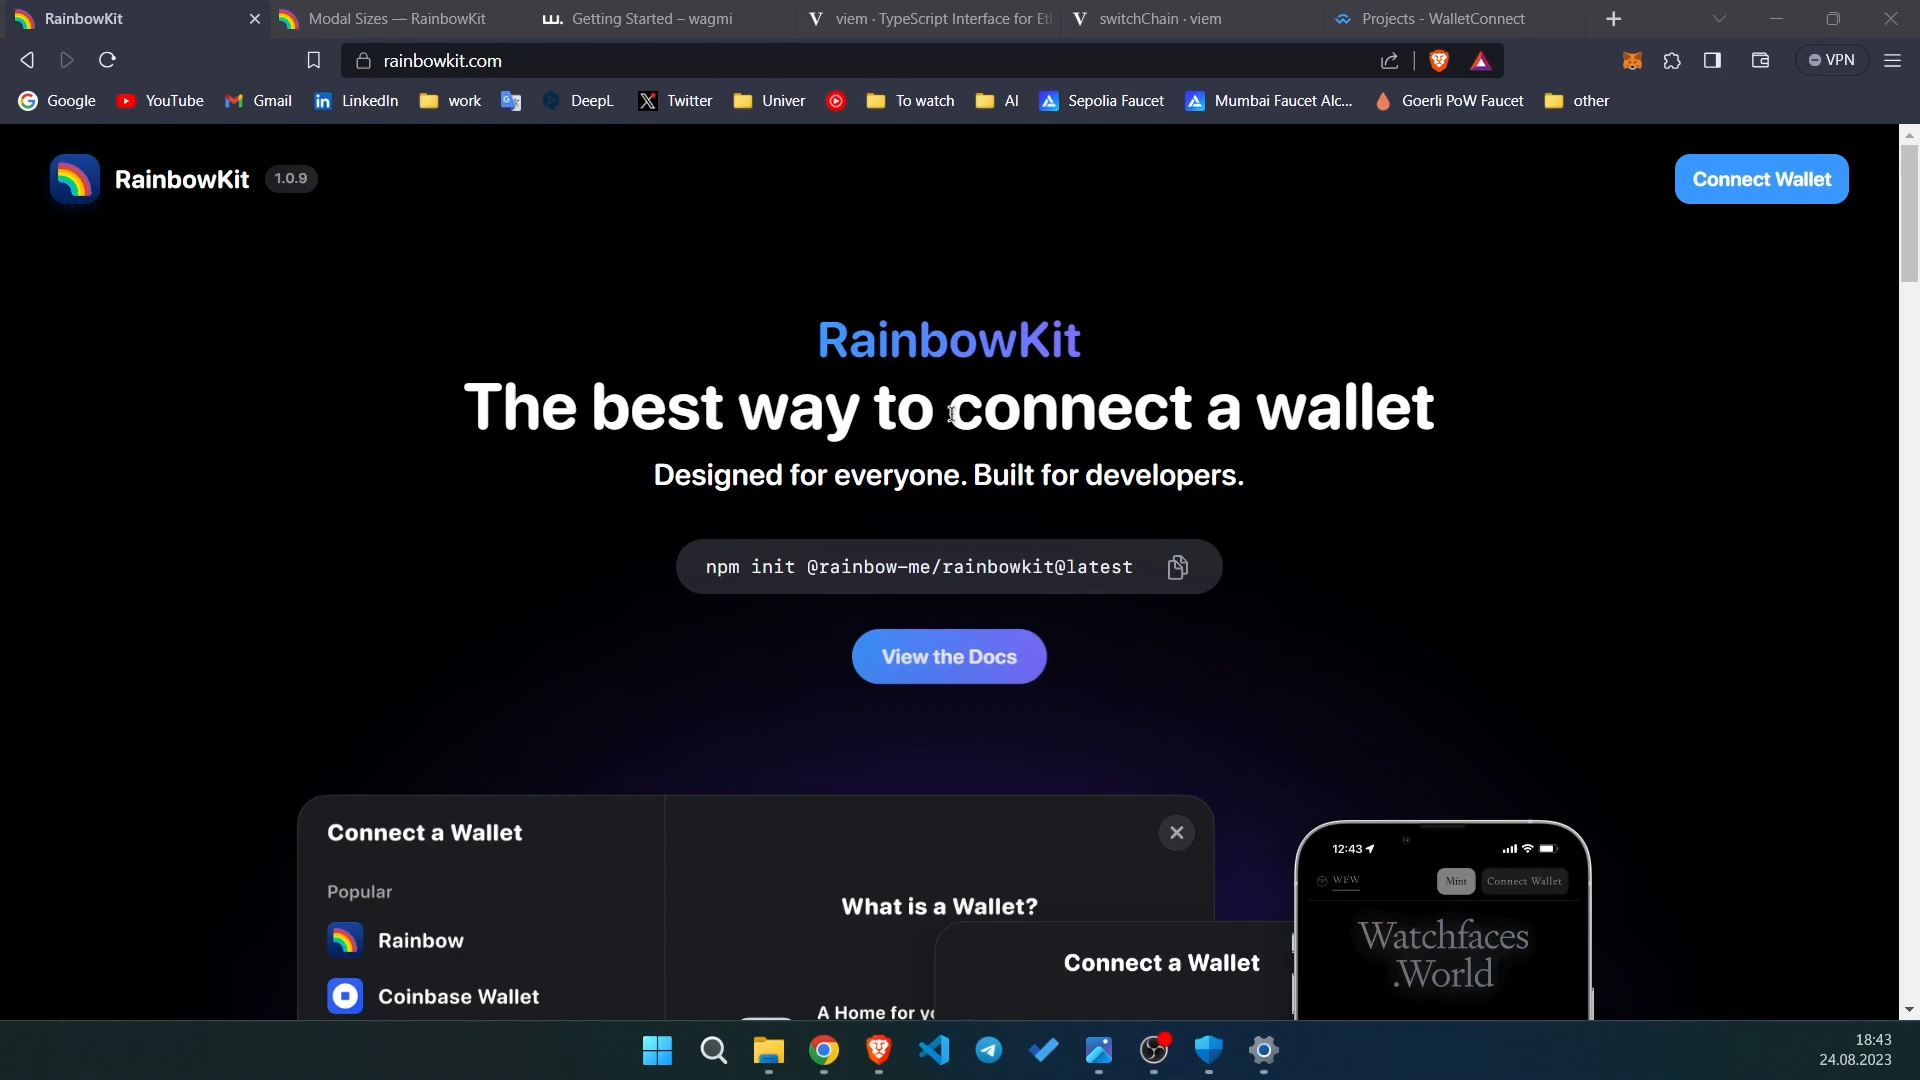 RainbowKit
Modal Sizes — RainbowKit
W. Getting Started – wagmi
V viem · TypeScript Interface for Et
V switchChain · viem
Projects - WalletConnect
rainbowkit.com
VPN
Google
YouTube
Gmail
LinkedIn
work
DeepL
Twitter
Univer
To watch
AI
Sepolia Faucet
Mumbai Faucet Alc...
Goerli PoW Faucet
other
RainbowKit 1.0.9
Connect Wallet
RainbowKit
The best way to connect a wallet
Designed for everyone. Built for developers.
npm init @rainbow-me/rainbowkit@latest
View the Docs
Connect a Wallet
Popular
Rainbow
Coinbase Wallet
What is a Wallet?
A Home for yo
Connect a Wallet
12:43
WFW
Mint
Connect Wallet
Watchfaces
.World
18:43
24.08.2023